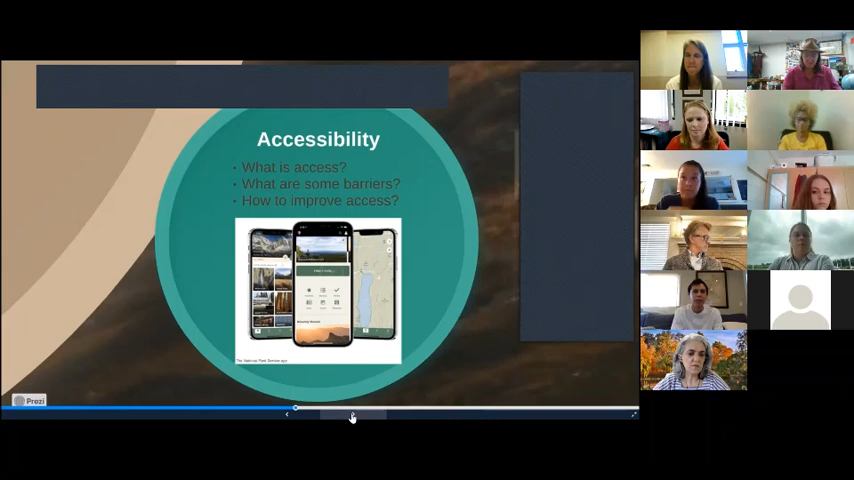 Accessibility
• What is access?
• What are some barriers?
• How to improve access?
The National Park Service app
Prezi